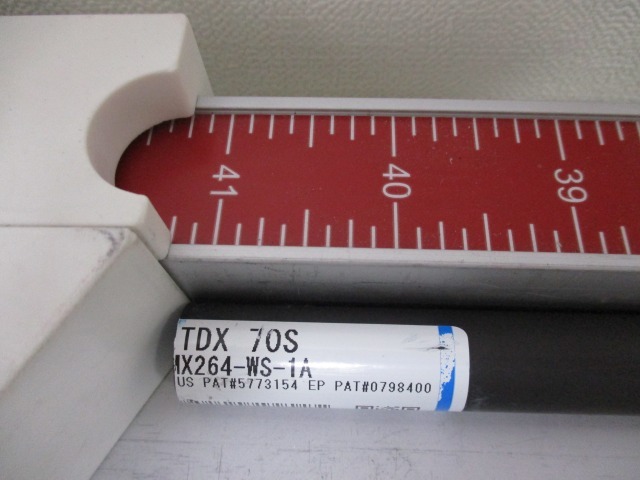 41
40
39
TDX 70S
MX264-WS-1A
US PAT#5773154 EP PAT#0798400